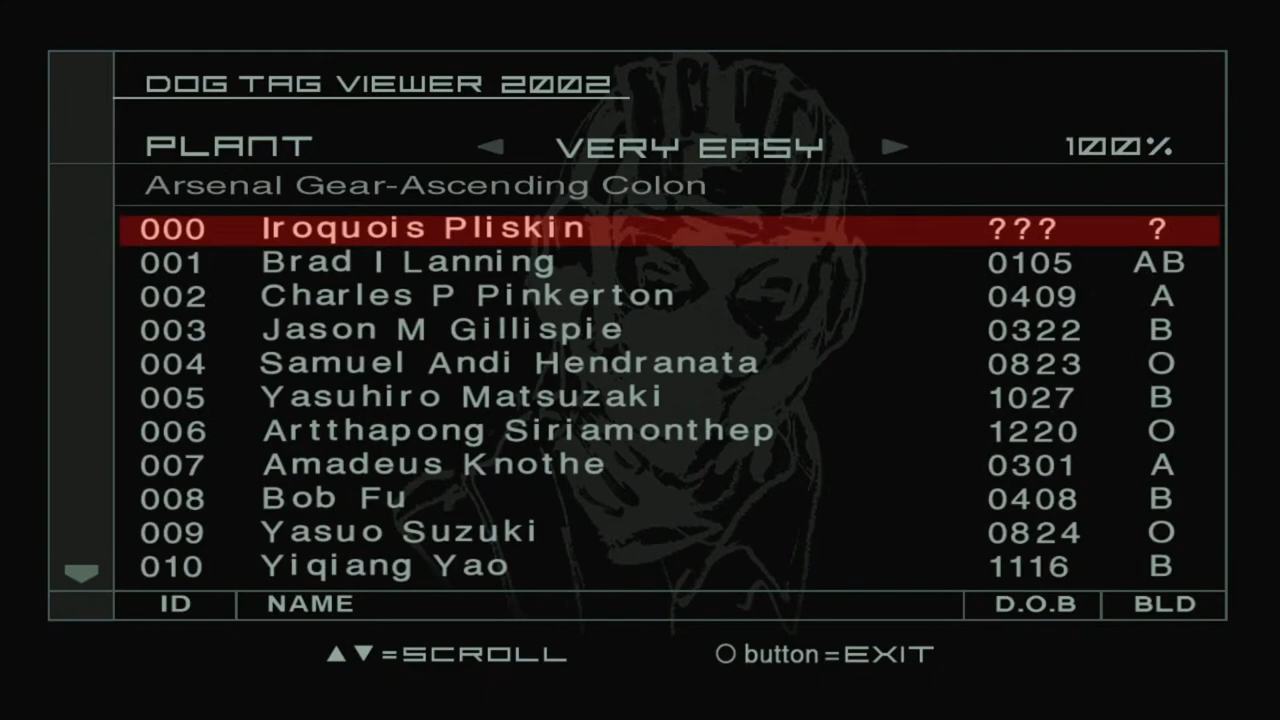 DOG TAG VIEWER 2002
PLANT ◀ VERY EASY ▶ 100%
Arsenal Gear-Ascending Colon
000 Iroquois Pliskin ??? ?
001 Brad I Lanning 0105 AB
002 Charles P Pinkerton 0409 A
003 Jason M Gillispie 0322 B
004 Samuel Andi Hendranata 0823 O
005 Yasuhiro Matsuzaki 1027 B
006 Artthapong Siriamonthep 1220 O
007 Amadeus Knothe 0301 A
008 Bob Fu 0408 B
009 Yasuo Suzuki 0824 O
010 Yiqiang Yao 1116 B
ID NAME D.O.B BLD
▲▼=SCROLL ○ button=EXIT